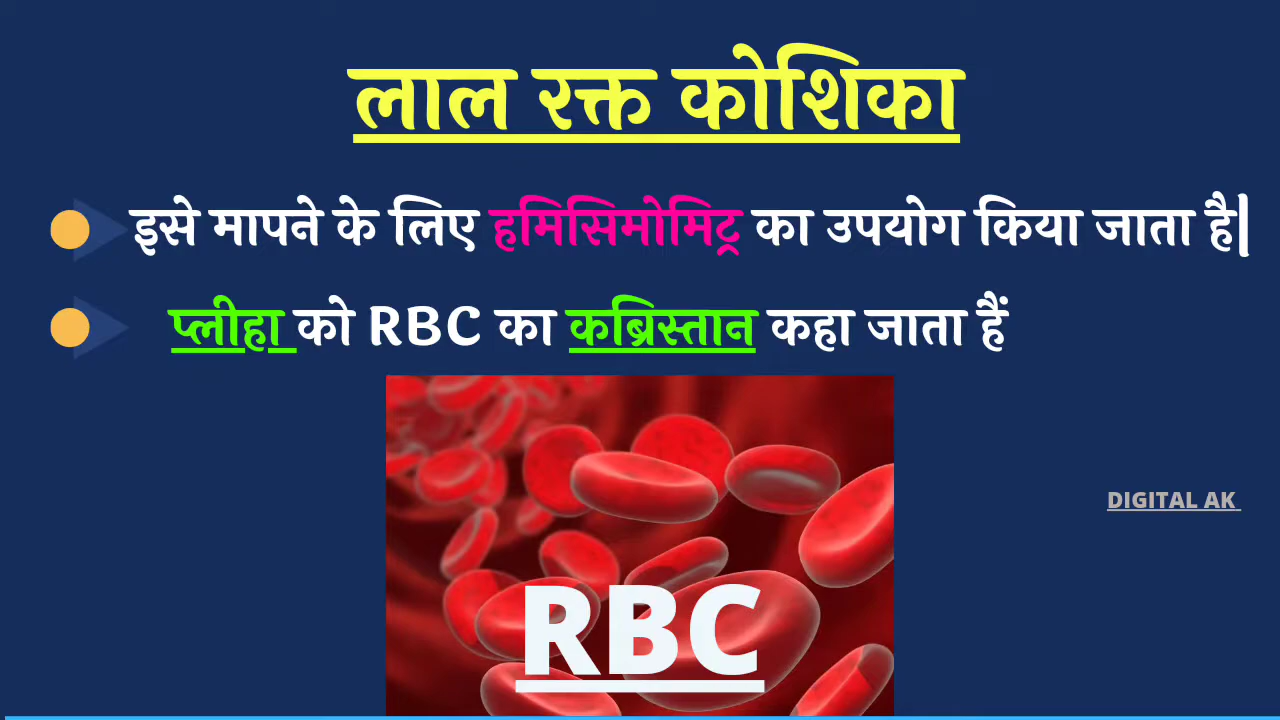 लाल रक्त कोशिका
इसे मापने के लिए हमिसिमोमिट्र का उपयोग किया जाता है|
प्लीहा को RBC का कब्रिस्तान कहा जाता हैं
DIGITAL AK
RBC